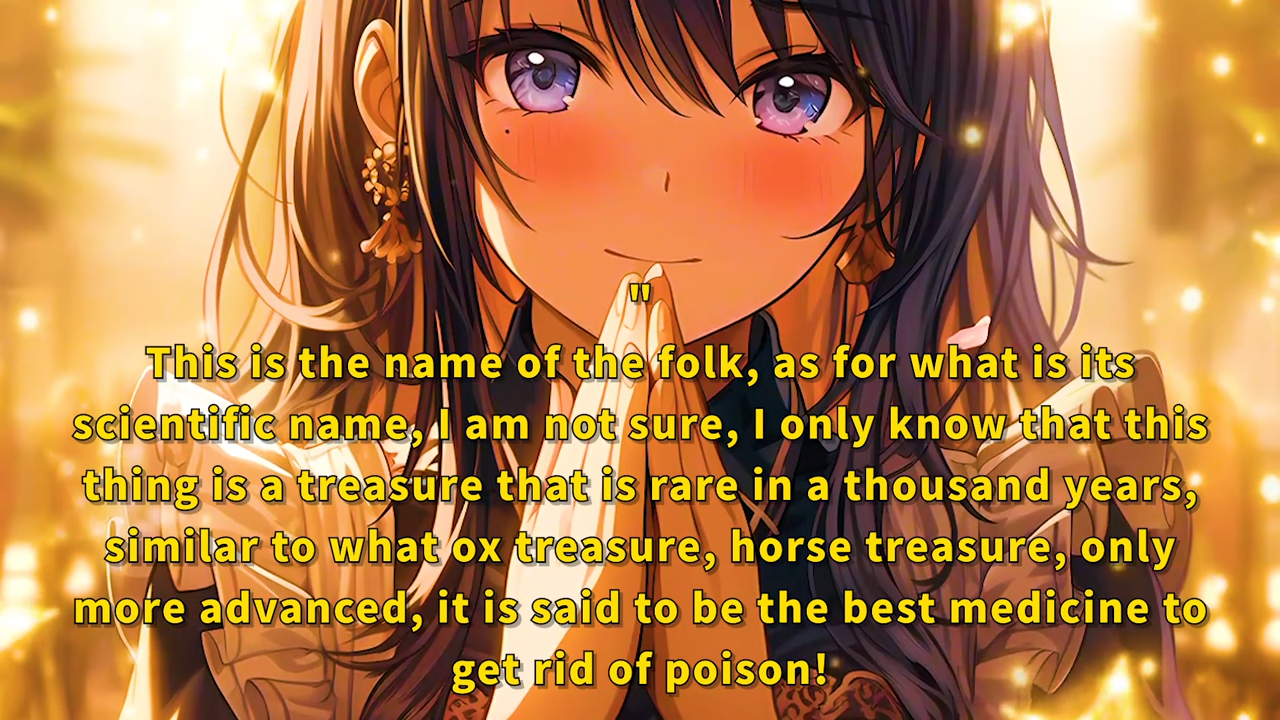 "
This is the name of the folk, as for what is its
scientific name, I am not sure, I only know that this
thing is a treasure that is rare in a thousand years,
similar to what ox treasure, horse treasure, only
more advanced, it is said to be the best medicine to
get rid of poison!